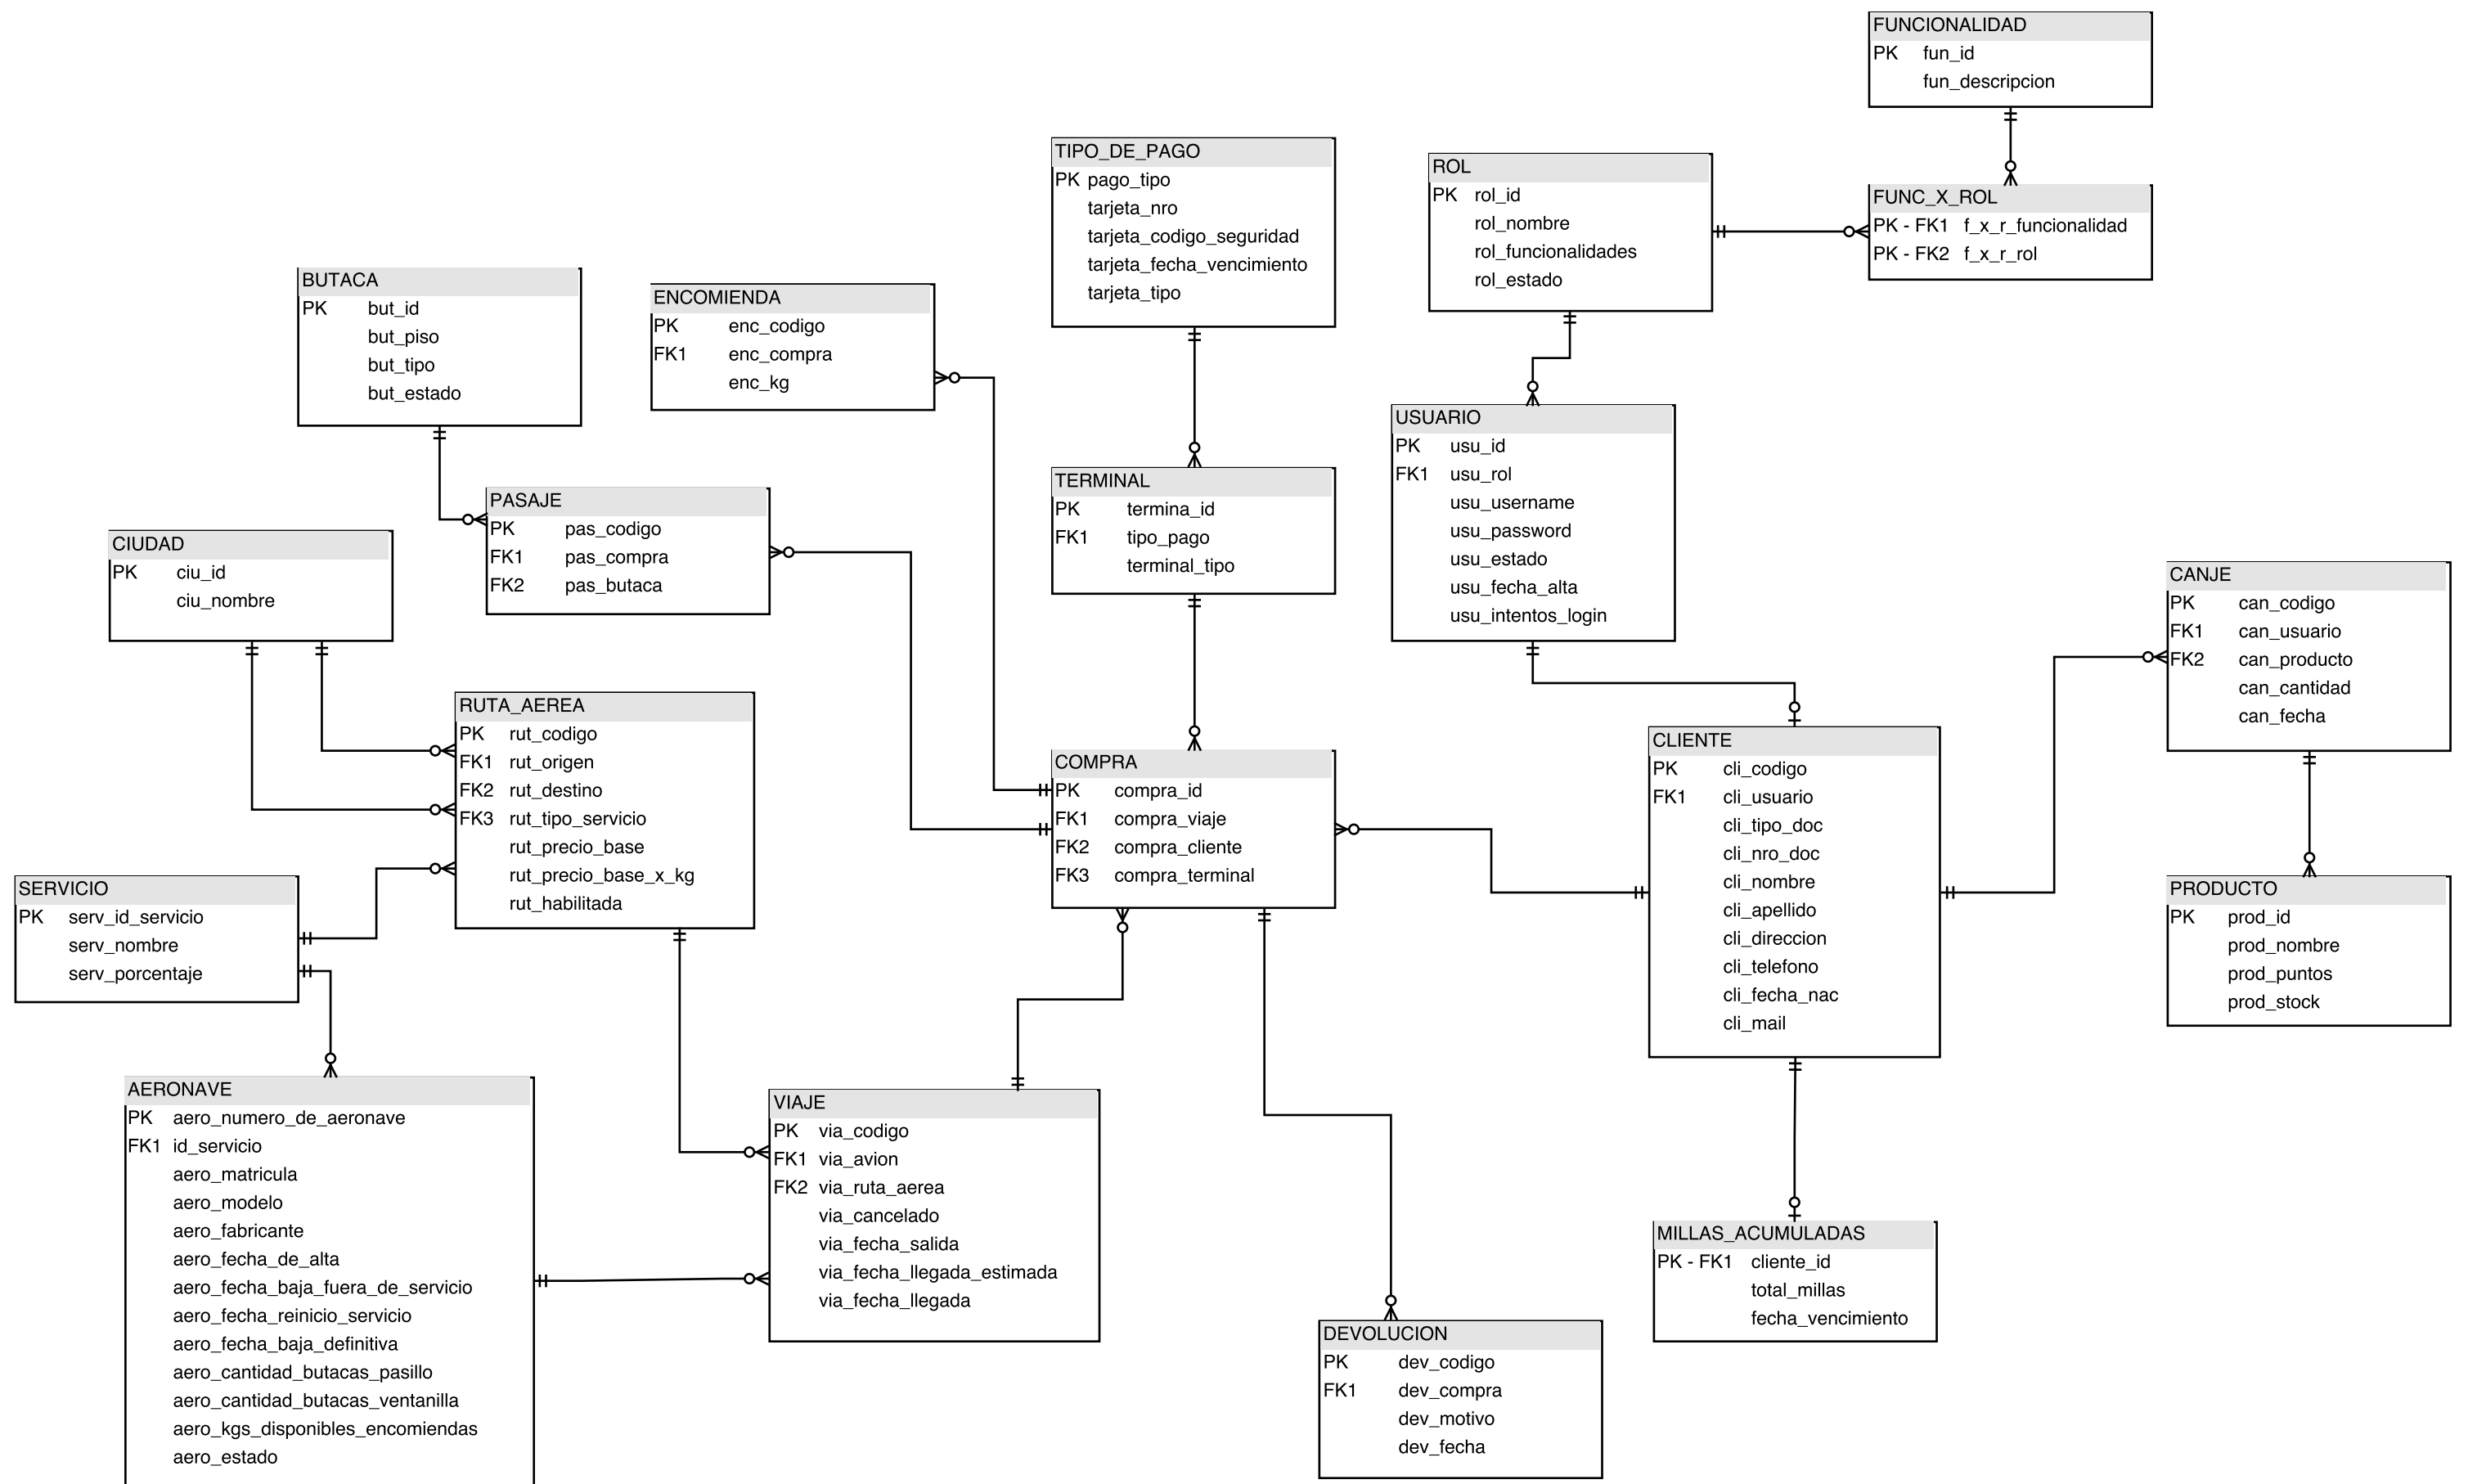 FUNCIONALIDAD
PK fun_id
fun_descripcion
TIPO_DE_PAGO
PK pago_tipo
tarjeta_nro
tarjeta_codigo_seguridad
tarjeta_fecha_vencimiento
tarjeta_tipo
ROL
PK rol_id
rol_nombre
rol_funcionalidades
rol_estado
FUNC_X_ROL
PK - FK1 f_x_r_funcionalidad
PK - FK2 f_x_r_rol
BUTACA
PK but_id
but_piso
but_tipo
but_estado
ENCOMIENDA
PK enc_codigo
FK1 enc_compra
enc_kg
USUARIO
PK usu_id
FK1 usu_rol
usu_username
usu_password
usu_estado
usu_fecha_alta
usu_intentos_login
TERMINAL
PK termina_id
FK1 tipo_pago
terminal_tipo
PASAJE
PK pas_codigo
FK1 pas_compra
FK2 pas_butaca
CIUDAD
PK ciu_id
ciu_nombre
CANJE
PK can_codigo
FK1 can_usuario
FK2 can_producto
can_cantidad
can_fecha
RUTA_AEREA
PK rut_codigo
FK1 rut_origen
FK2 rut_destino
FK3 rut_tipo_servicio
rut_precio_base
rut_precio_base_x_kg
rut_habilitada
COMPRA
PK compra_id
FK1 compra_viaje
FK2 compra_cliente
FK3 compra_terminal
CLIENTE
PK cli_codigo
FK1 cli_usuario
cli_tipo_doc
cli_nro_doc
cli_nombre
cli_apellido
cli_direccion
cli_telefono
cli_fecha_nac
cli_mail
SERVICIO
PK serv_id_servicio
serv_nombre
serv_porcentaje
PRODUCTO
PK prod_id
prod_nombre
prod_puntos
prod_stock
AERONAVE
PK aero_numero_de_aeronave
FK1 id_servicio
aero_matricula
aero_modelo
aero_fabricante
aero_fecha_de_alta
aero_fecha_baja_fuera_de_servicio
aero_fecha_reinicio_servicio
aero_fecha_baja_definitiva
aero_cantidad_butacas_pasillo
aero_cantidad_butacas_ventanilla
aero_kgs_disponibles_encomiendas
aero_estado
VIAJE
PK via_codigo
FK1 via_avion
FK2 via_ruta_aerea
via_cancelado
via_fecha_salida
via_fecha_llegada_estimada
via_fecha_llegada
MILLAS_ACUMULADAS
PK - FK1 cliente_id
total_millas
fecha_vencimiento
DEVOLUCION
PK dev_codigo
FK1 dev_compra
dev_motivo
dev_fecha